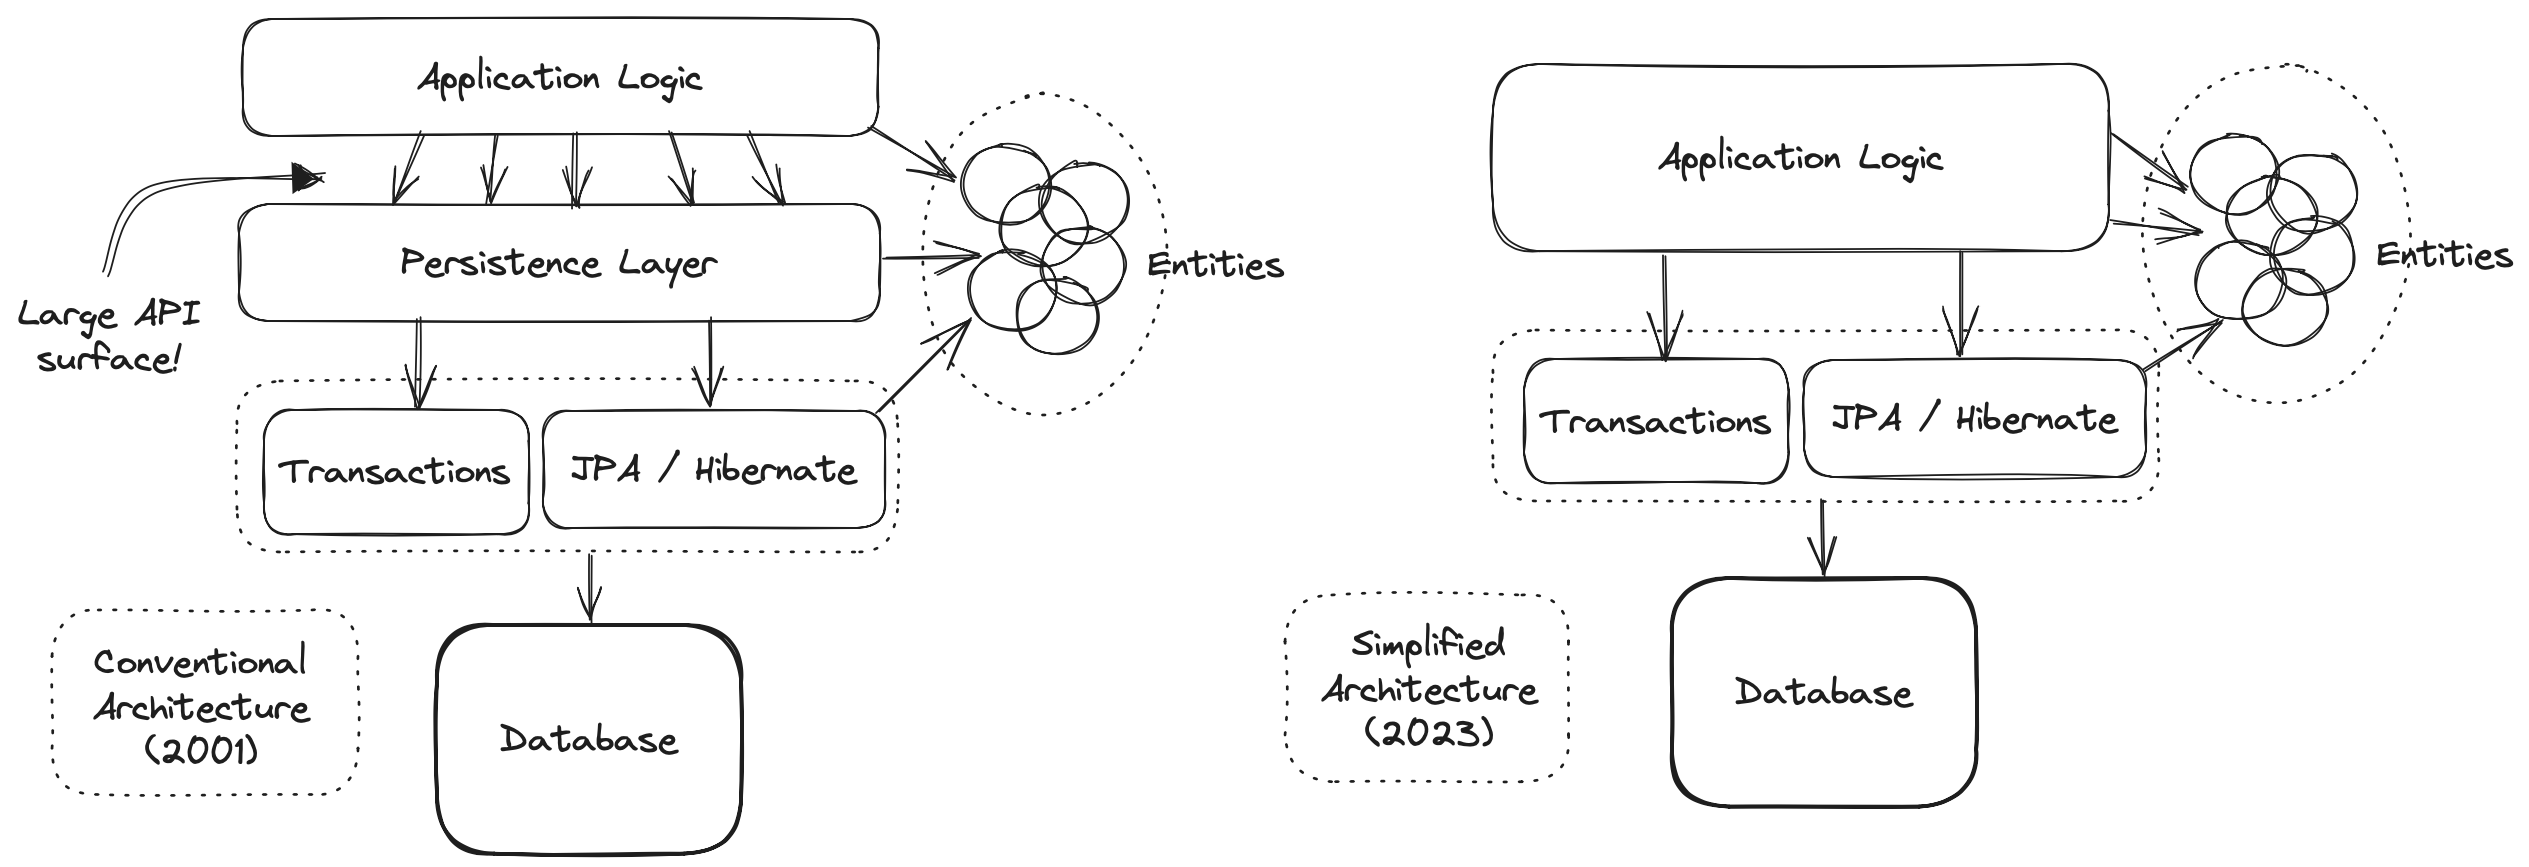 Application Logic
Persistence Layer
Large API
surface!
Entities
Transactions
JPA / Hibernate
Conventional
Architecture
(2001)
Database
Application Logic
Entities
Transactions
JPA / Hibernate
Simplified
Architecture
(2023)
Database